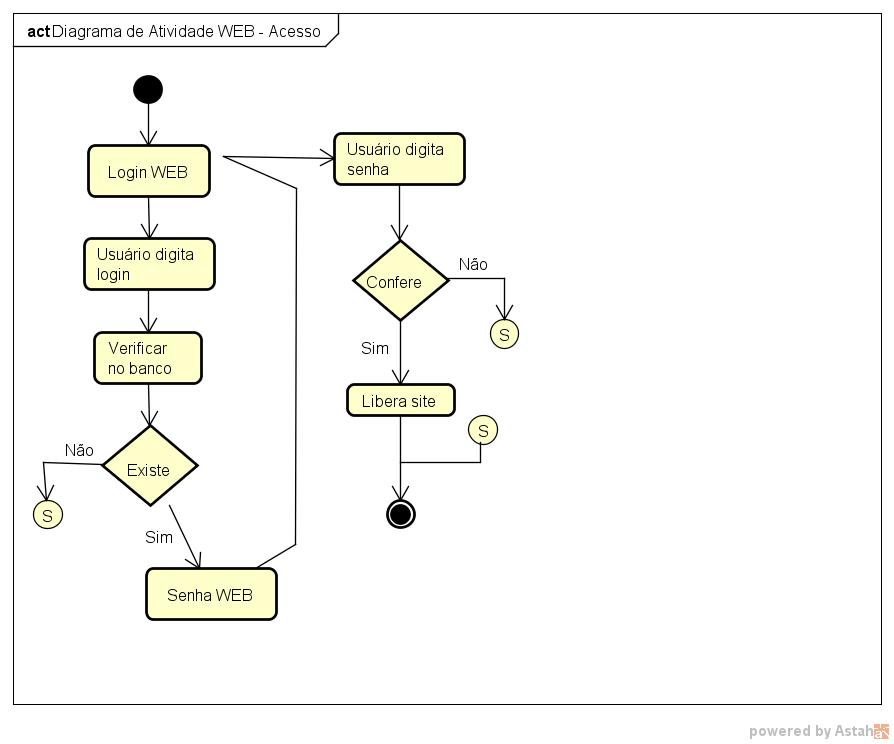 act Diagrama de Atividade WEB - Acesso
Login WEB
Usuário digita
login
Verificar
no banco
Existe
Não
S
Sim
Senha WEB
Usuário digita
senha
Confere
Não
S
Sim
Libera site
S
powered by Astah